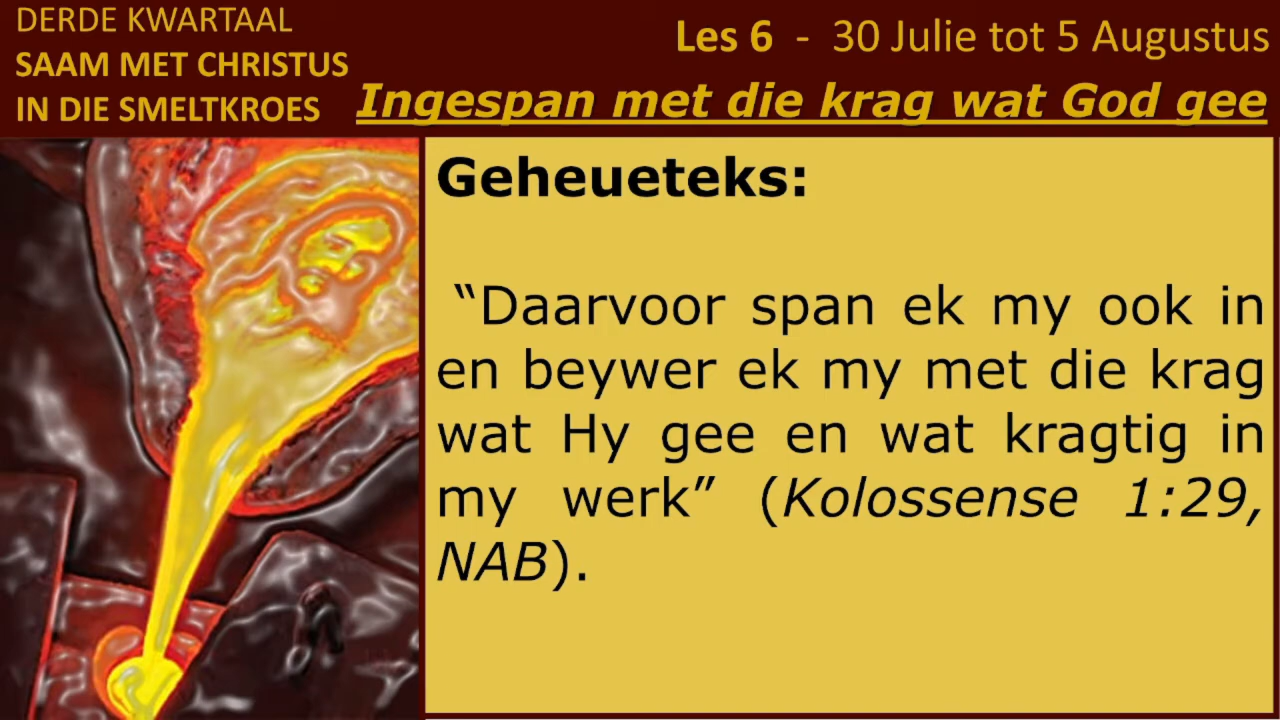 DERDE KWARTAAL
SAAM MET CHRISTUS
IN DIE SMELTKROES
Les 6 - 30 Julie tot 5 Augustus
Ingespan met die krag wat God gee
Geheueteks:
“Daarvoor span ek my ook in
en beywer ek my met die krag
wat Hy gee en wat kragtig in
my werk” (Kolossense 1:29,
NAB).